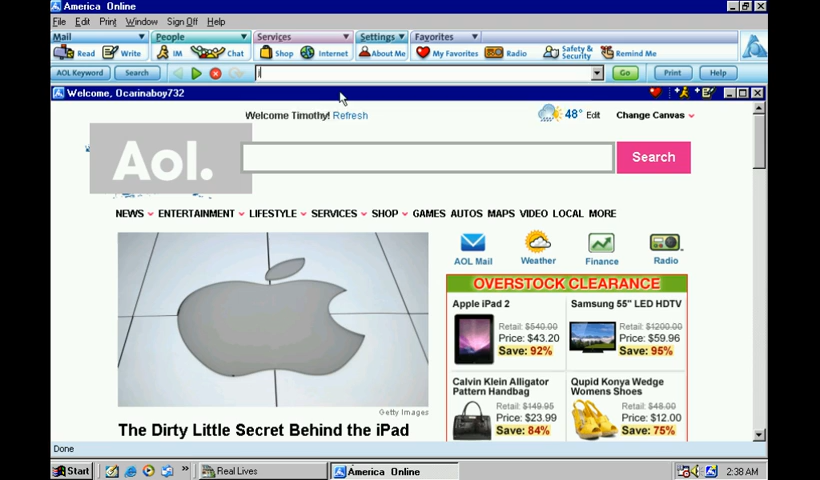 America Online
File Edit Print Window Sign Off Help
Mail People Services Settings Favorites
Read Write IM Chat Shop Internet About Me My Favorites Radio Safety & Security Remind Me
AOL Keyword Search Go Print Help
Welcome, Ocarinaboy732
Welcome Timothy! Refresh 48° Edit Change Canvas
Aol. Search
NEWS ENTERTAINMENT LIFESTYLE SERVICES SHOP GAMES AUTOS MAPS VIDEO LOCAL MORE
AOL Mail Weather Finance Radio
OVERSTOCK CLEARANCE
Apple iPad 2 Samsung 55" LED HDTV
Retail: $540.00 Retail: $1200.00
Price: $43.20 Price: $59.96
Save: 92% Save: 95%
Calvin Klein Alligator Qupid Konya Wedge
Pattern Handbag Womens Shoes
Retail: $149.95 Retail: $48.00
Price: $23.99 Price: $12.00
Save: 84% Save: 75%
Getty Images
The Dirty Little Secret Behind the iPad
Done
Start Real Lives America Online 2:38 AM